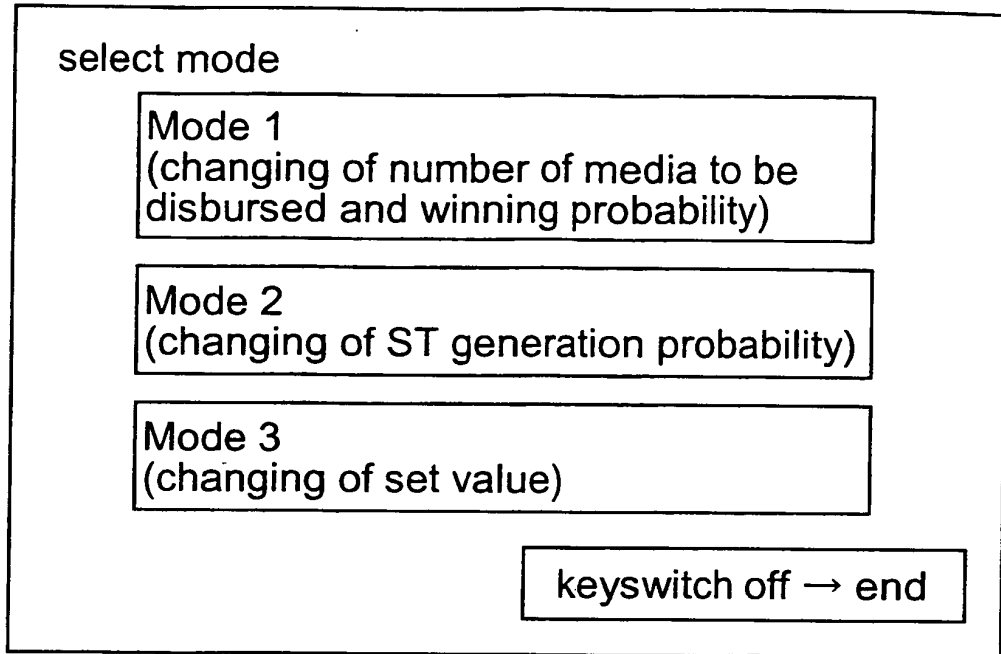 select mode
Mode 1
(changing of number of media to be
disbursed and winning probability)
Mode 2
(changing of ST generation probability)
Mode 3
(changing of set value)
keyswitch off → end